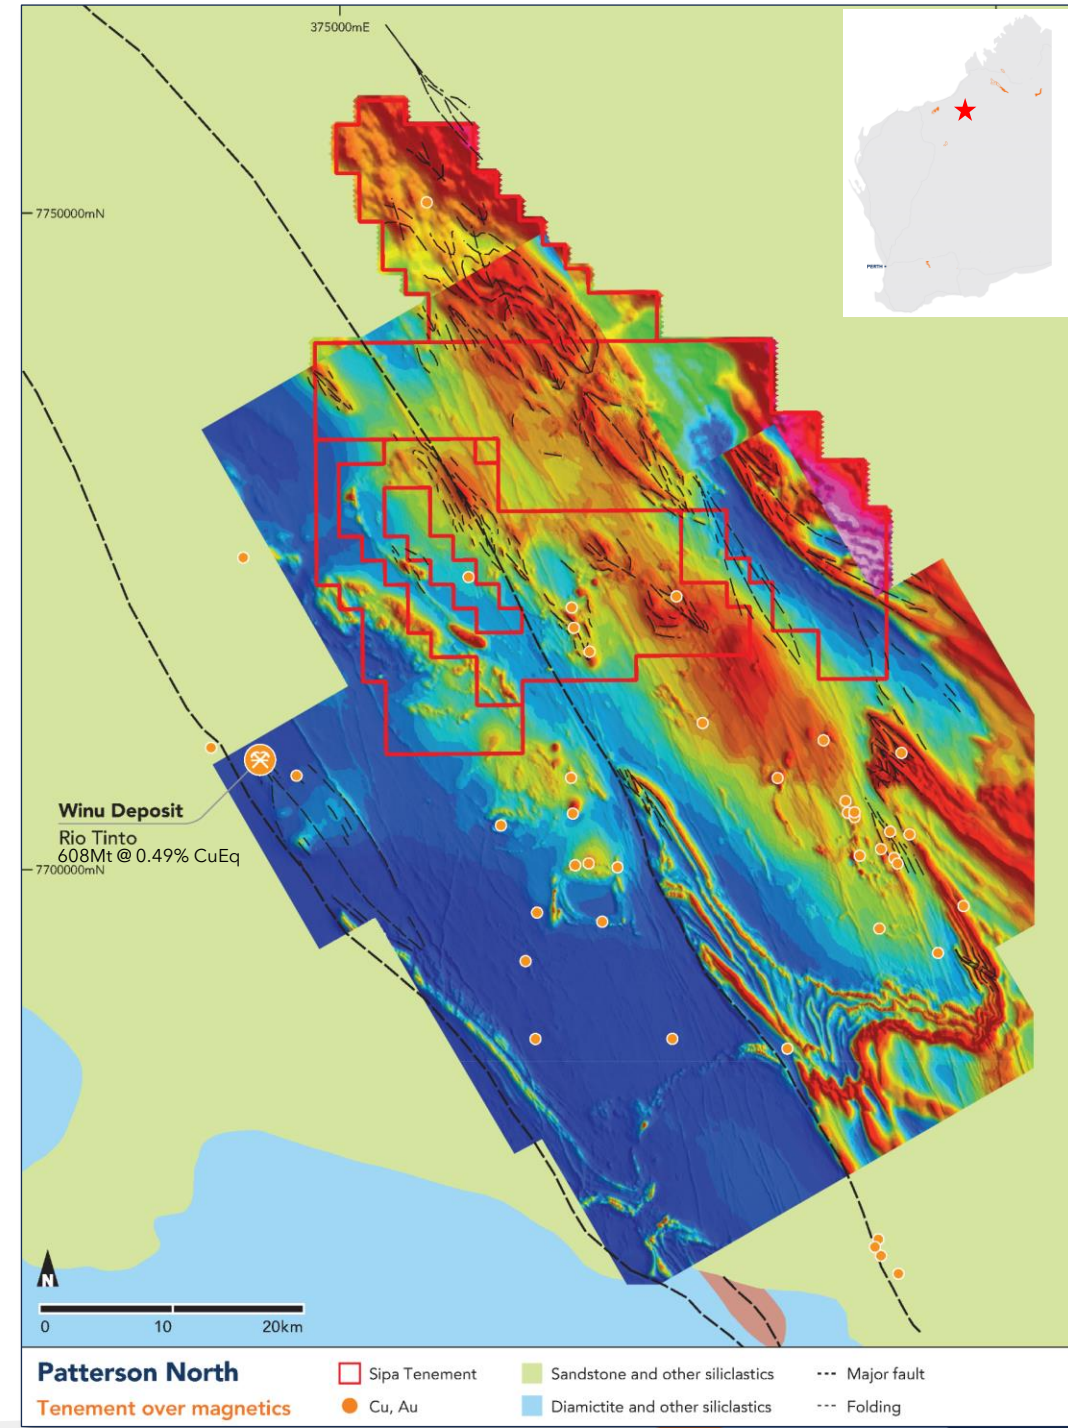 375000mE
PERTH
7750000mN
Winu Deposit
Rio Tinto
608Mt @ 0.49% CuEq
7700000mN
N
0 10 20km
Patterson North
Tenement over magnetics
Sipa Tenement
Cu, Au
Sandstone and other siliclastics
Diamictite and other siliclastics
Major fault
Folding